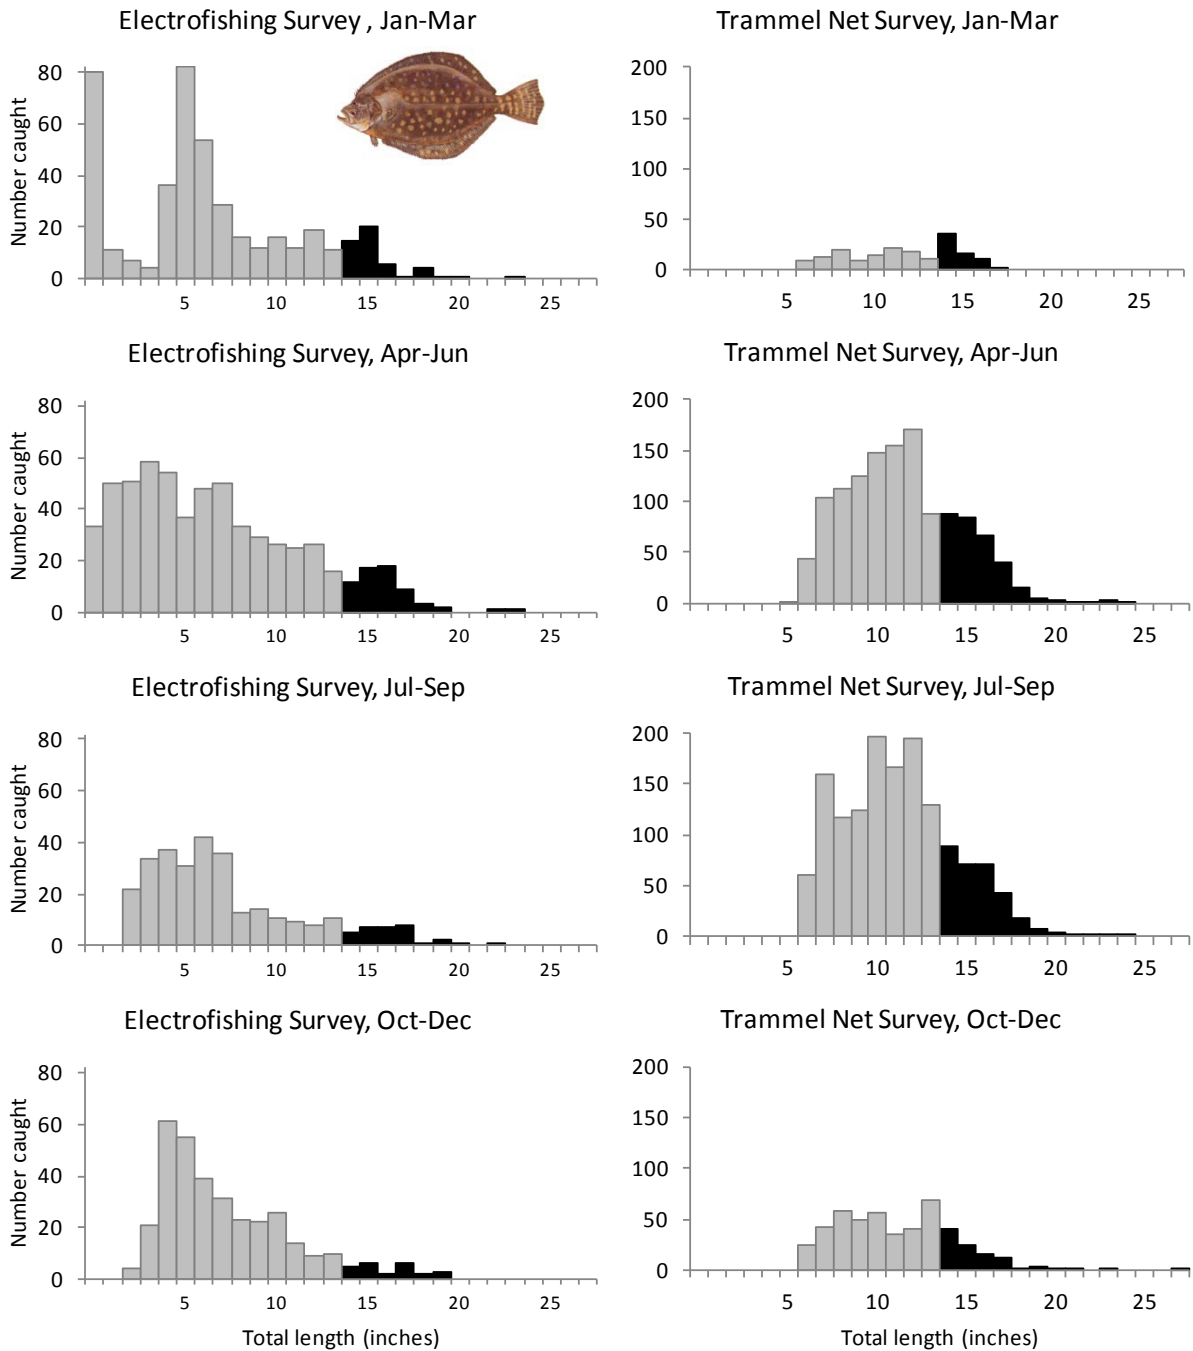 Electrofishing Survey , Jan-Mar
Number caught
80
60
40
20
0
5 10 15 20 25
Trammel Net Survey, Jan-Mar
200
150
100
50
0
5 10 15 20 25
Electrofishing Survey, Apr-Jun
Number caught
80
60
40
20
0
5 10 15 20 25
Trammel Net Survey, Apr-Jun
200
150
100
50
0
5 10 15 20 25
Electrofishing Survey, Jul-Sep
Number caught
80
60
40
20
0
5 10 15 20 25
Trammel Net Survey, Jul-Sep
200
150
100
50
0
5 10 15 20 25
Electrofishing Survey, Oct-Dec
Number caught
80
60
40
20
0
5 10 15 20 25
Total length (inches)
Trammel Net Survey, Oct-Dec
200
150
100
50
0
5 10 15 20 25
Total length (inches)